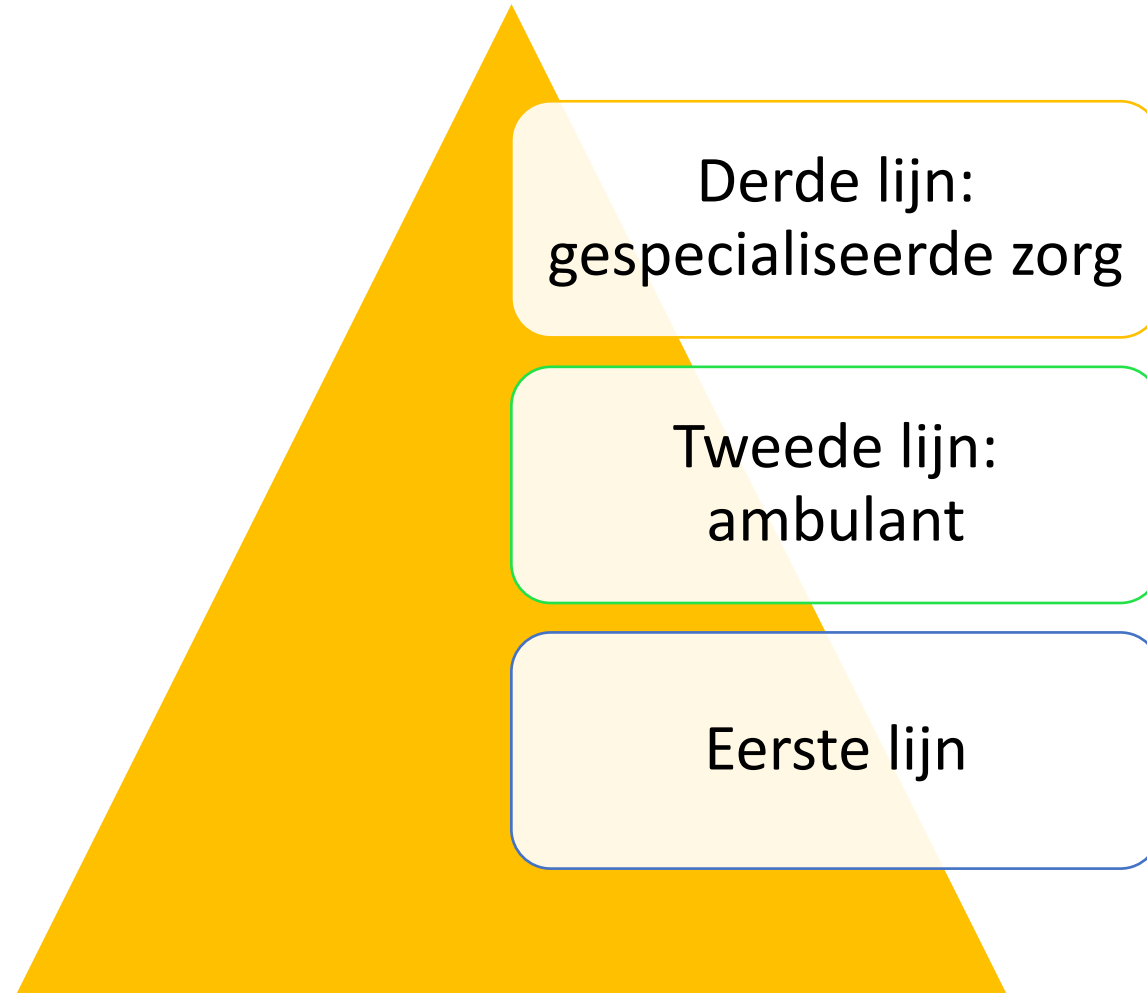 Derde lijn:
gespecialiseerde zorg
Tweede lijn:
ambulant
Eerste lijn